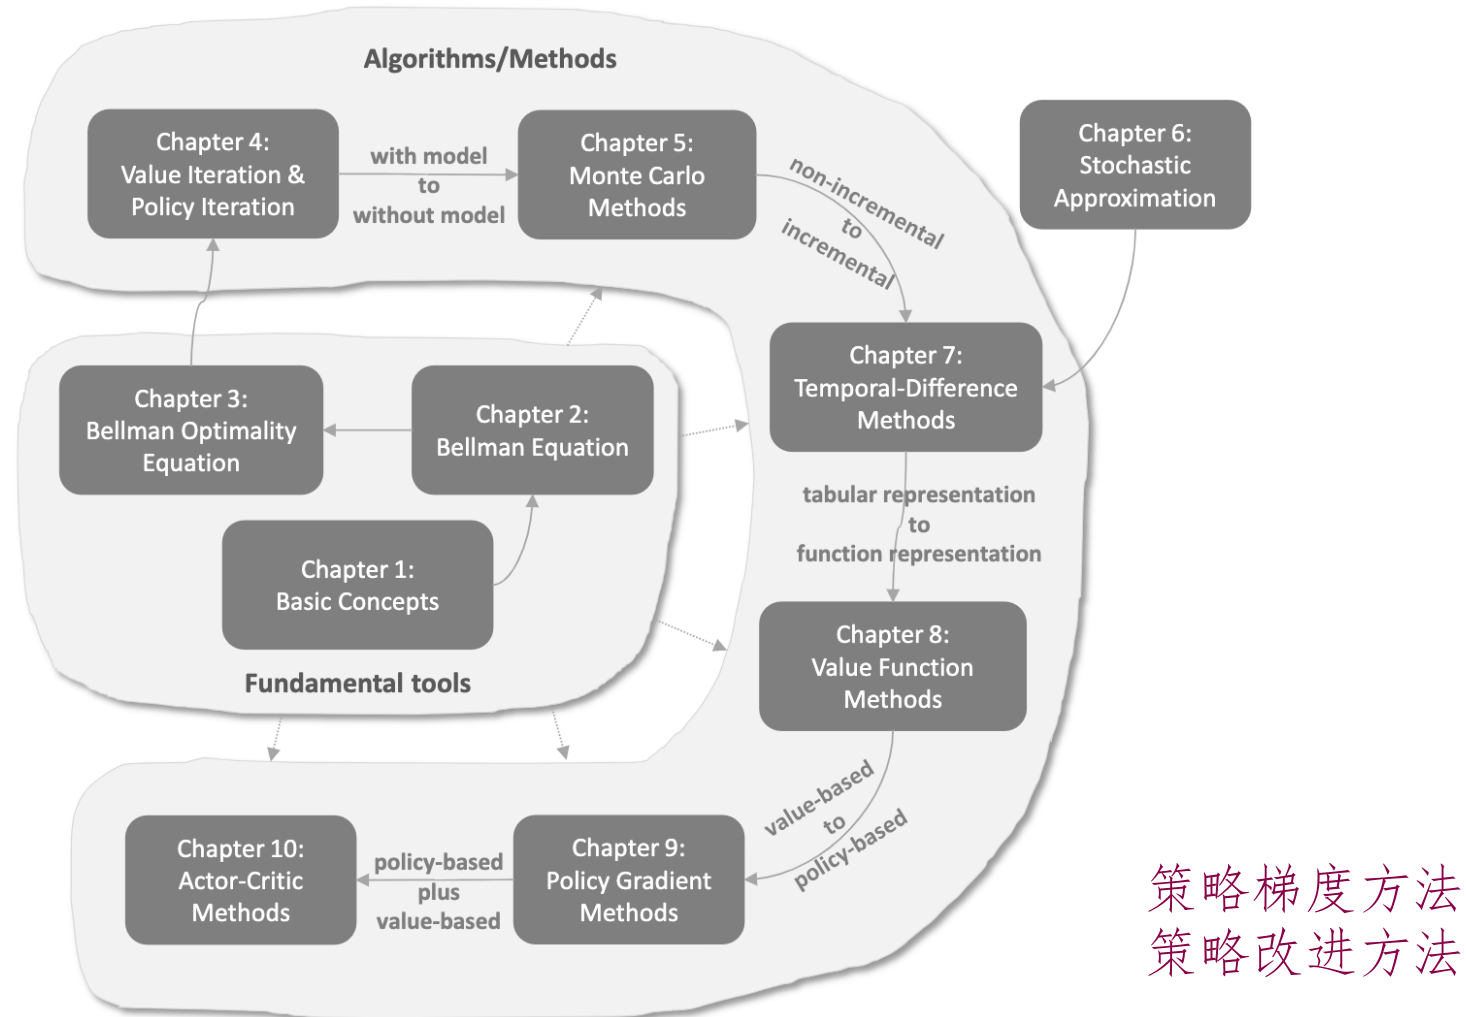 Algorithms/Methods
Chapter 4:
Value Iteration &
Policy Iteration
with model
to
without model
Chapter 5:
Monte Carlo
Methods
non-incremental
to
incremental
Chapter 6:
Stochastic
Approximation
Chapter 7:
Temporal-Difference
Methods
Chapter 3:
Bellman Optimality
Equation
Chapter 2:
Bellman Equation
Chapter 1:
Basic Concepts
Fundamental tools
tabular representation
to
function representation
Chapter 8:
Value Function
Methods
value-based
to
policy-based
Chapter 9:
Policy Gradient
Methods
policy-based
plus
value-based
Chapter 10:
Actor-Critic
Methods
策略梯度方法
策略改进方法